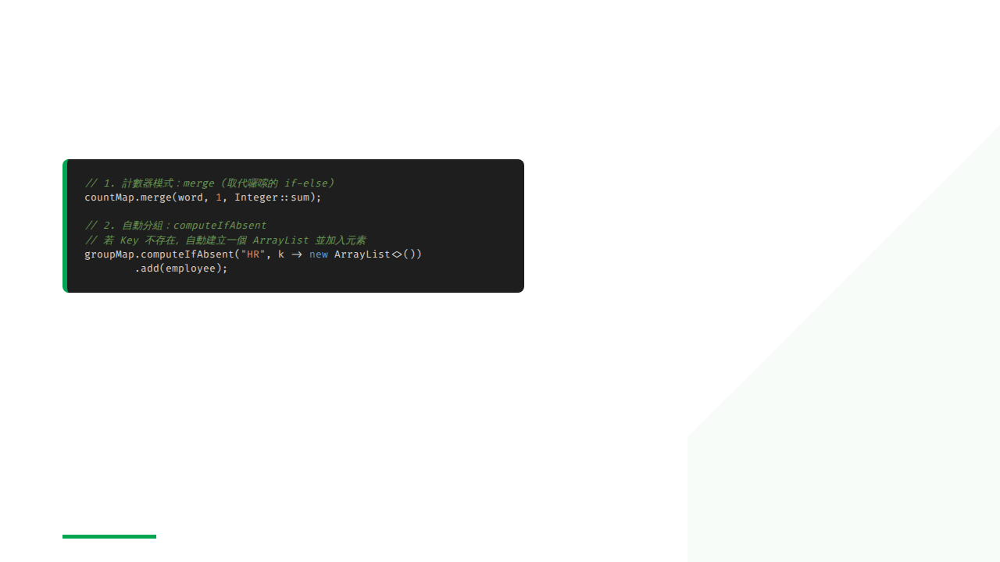 // 1. 計數器模式：merge (取代囉嗦的 if-else)
countMap.merge(word, 1, Integer::sum);
// 2. 自動分組：computeIfAbsent
// 若 Key 不存在，自動建立一個 ArrayList 並加入元素
groupMap.computeIfAbsent("HR", k -> new ArrayList<>())
.add(employee);